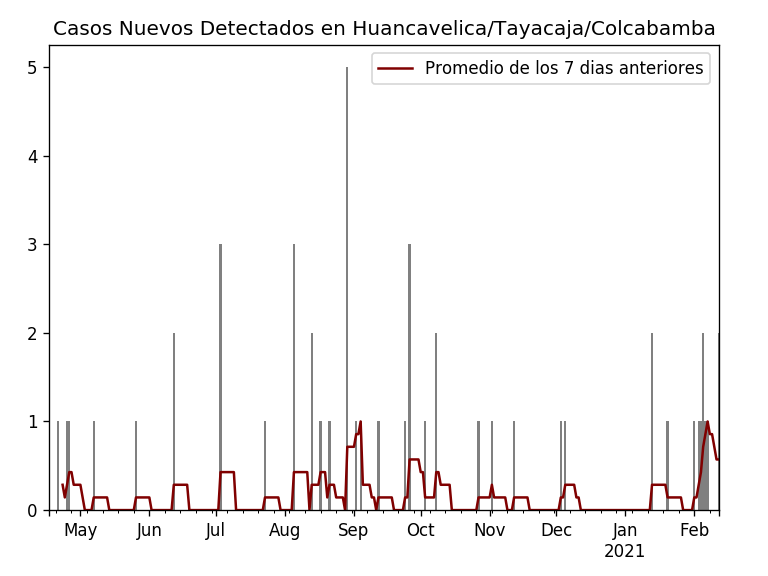 Casos Nuevos Detectados en Huancavelica/Tayacaja/Colcabamba
Promedio de los 7 dias anteriores
5
4
3
2
1
0
May Jun Jul Aug Sep Oct Nov Dec Jan Feb
2021